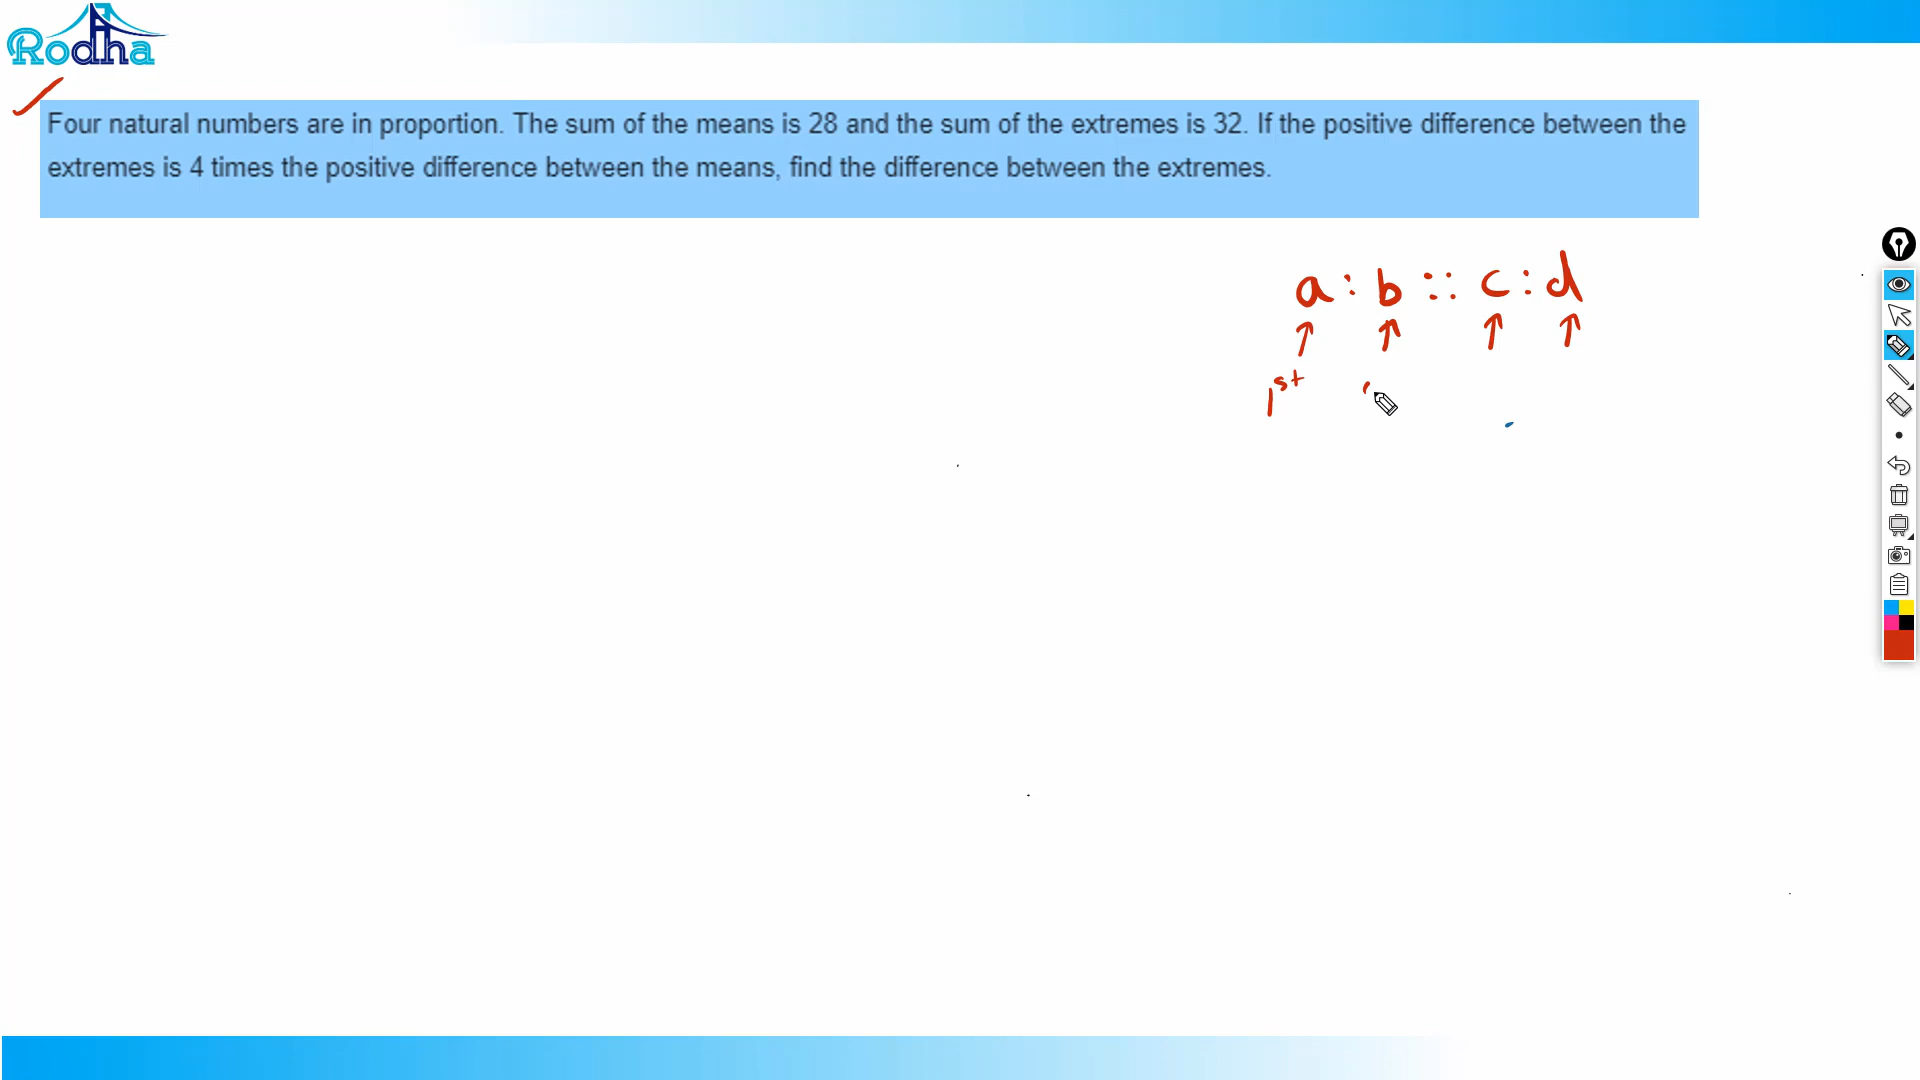 Rodha
Four natural numbers are in proportion. The sum of the means is 28 and the sum of the extremes is 32. If the positive difference between the
extremes is 4 times the positive difference between the means, find the difference between the extremes.
a : b :: c : d
1st